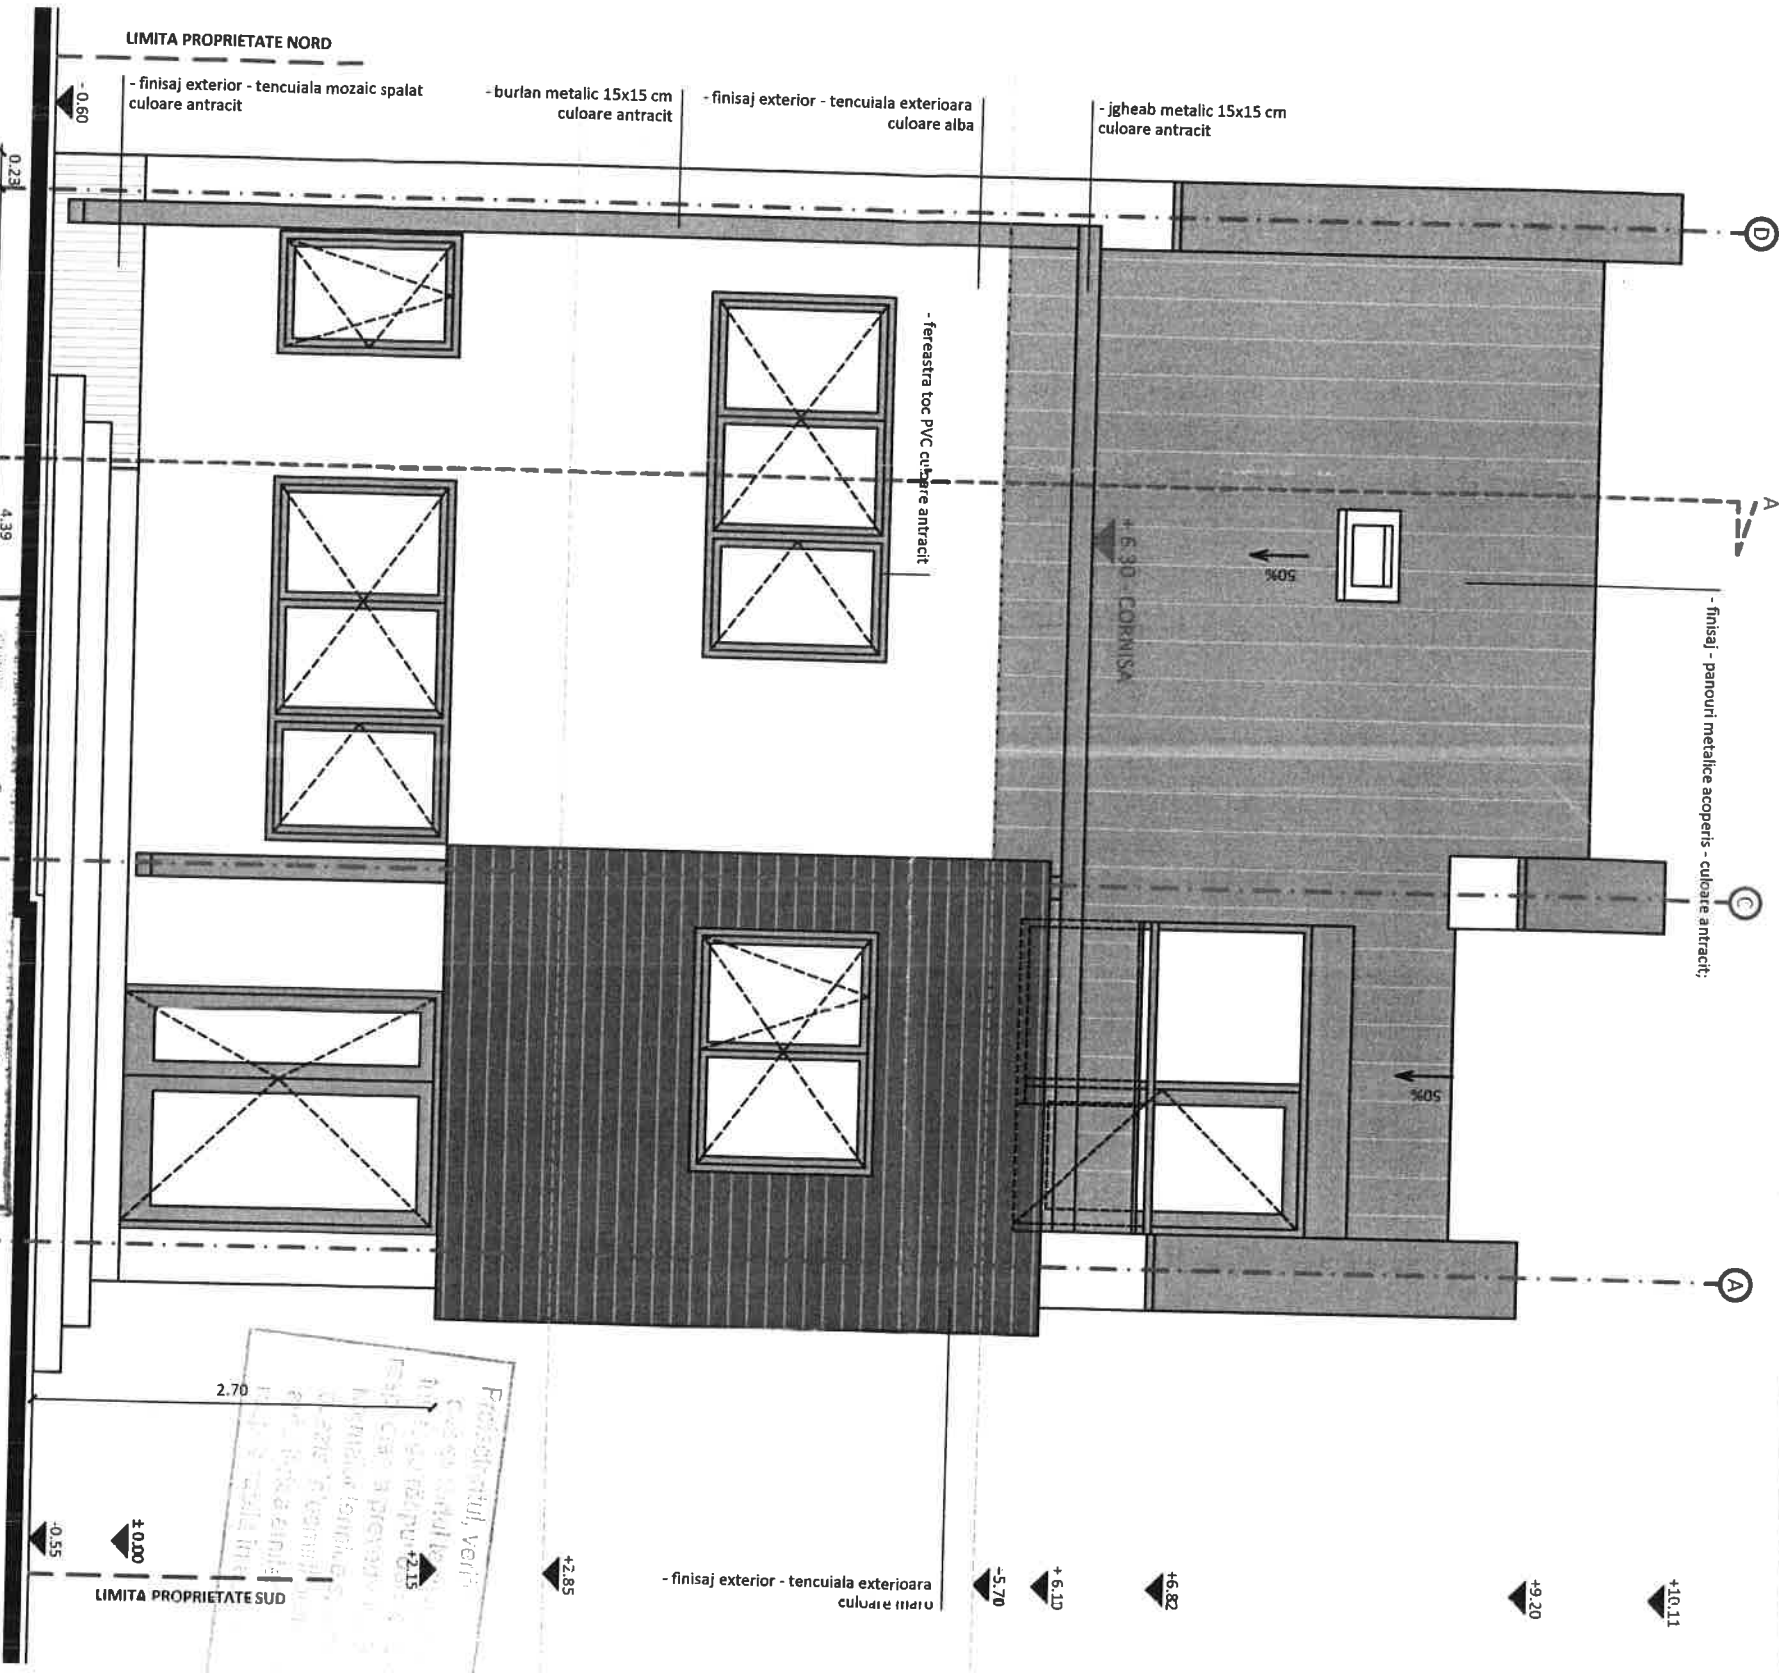 LIMITA PROPRIETATE NORD
- finisaj exterior - tencuiala mozaic spalat
culoare antracit
- burlan metalic 15x15 cm
culoare antracit
- finisaj exterior - tencuiala exterioara
culoare alba
- jgheab metalic 15x15 cm
culoare antracit
-0.60
0.23
4.39
D
A
- fereastra toc PVC culoare antracit
+6.30 CORNISA
50%
- finisaj - panouri metalice acoperis - culoare antracit;
C
50%
A
2.70
-0.55
±0.00
+2.15
+2.85
+5.70
+6.10
+6.82
+9.20
+10.11
LIMITA PROPRIETATE SUD
- finisaj exterior - tencuiala exterioara
culoare maro